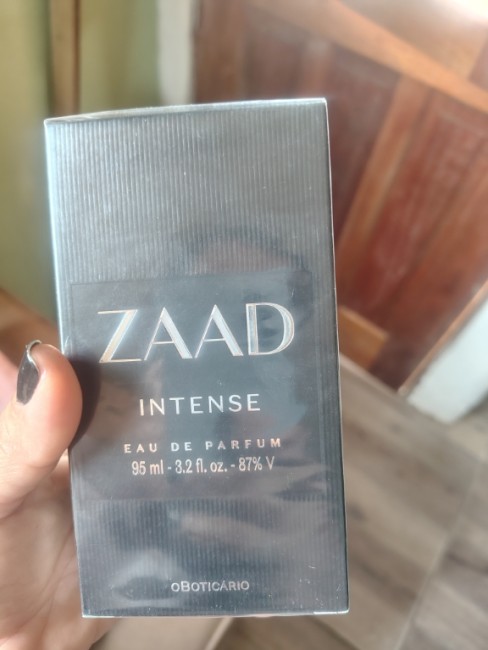 ZAAD
INTENSE
EAU DE PARFUM
95 ml - 3.2 fl. oz. - 87% V
oBOTICÁRIO